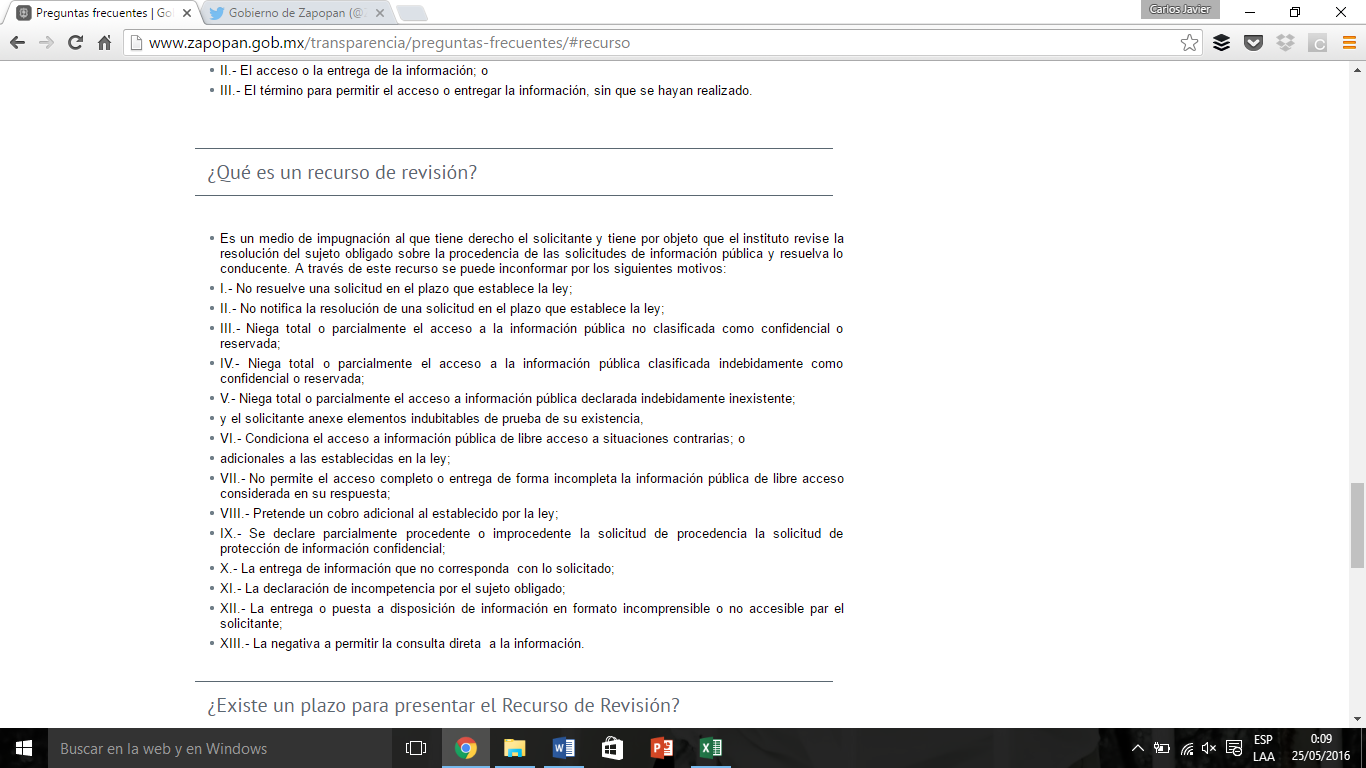 Preguntas frecuentes | Go
Gobierno de Zapopan (@
Carlos Javier
www.zapopan.gob.mx/transparencia/preguntas-frecuentes/#recurso
II.- El acceso o la entrega de la información; o
III.- El término para permitir el acceso o entregar la información, sin que se hayan realizado.
¿Qué es un recurso de revisión?
Es un medio de impugnación al que tiene derecho el solicitante y tiene por objeto que el instituto revise la
resolución del sujeto obligado sobre la procedencia de las solicitudes de información pública y resuelva lo
conducente. A través de este recurso se puede inconformar por los siguientes motivos:
I.- No resuelve una solicitud en el plazo que establece la ley;
II.- No notifica la resolución de una solicitud en el plazo que establece la ley;
III.- Niega total o parcialmente el acceso a la información pública no clasificada como confidencial o
reservada;
IV.- Niega total o parcialmente el acceso a la información pública clasificada indebidamente como
confidencial o reservada;
V.- Niega total o parcialmente el acceso a información pública declarada indebidamente inexistente;
y el solicitante anexe elementos indubitables de prueba de su existencia,
VI.- Condiciona el acceso a información pública de libre acceso a situaciones contrarias; o
adicionales a las establecidas en la ley;
VII.- No permite el acceso completo o entrega de forma incompleta la información pública de libre acceso
considerada en su respuesta;
VIII.- Pretende un cobro adicional al establecido por la ley;
IX.- Se declare parcialmente procedente o improcedente la solicitud de procedencia la solicitud de
protección de información confidencial;
X.- La entrega de información que no corresponda  con lo solicitado;
XI.- La declaración de incompetencia por el sujeto obligado;
XII.- La entrega o puesta a disposición de información en formato incomprensible o no accesible par el
solicitante;
XIII.- La negativa a permitir la consulta direta  a la información.
¿Existe un plazo para presentar el Recurso de Revisión?
Buscar en la web y en Windows
ESP
LAA
0:09
25/05/2016